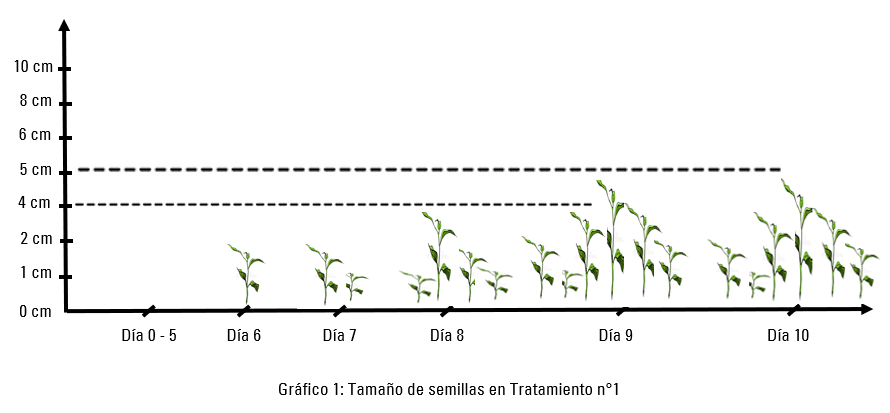 10 cm
8 cm
6 cm
5 cm
4 cm
2 cm
1 cm
0 cm
Día 0 - 5 Día 6 Día 7 Día 8 Día 9 Día 10
Gráfico 1: Tamaño de semillas en Tratamiento n°1